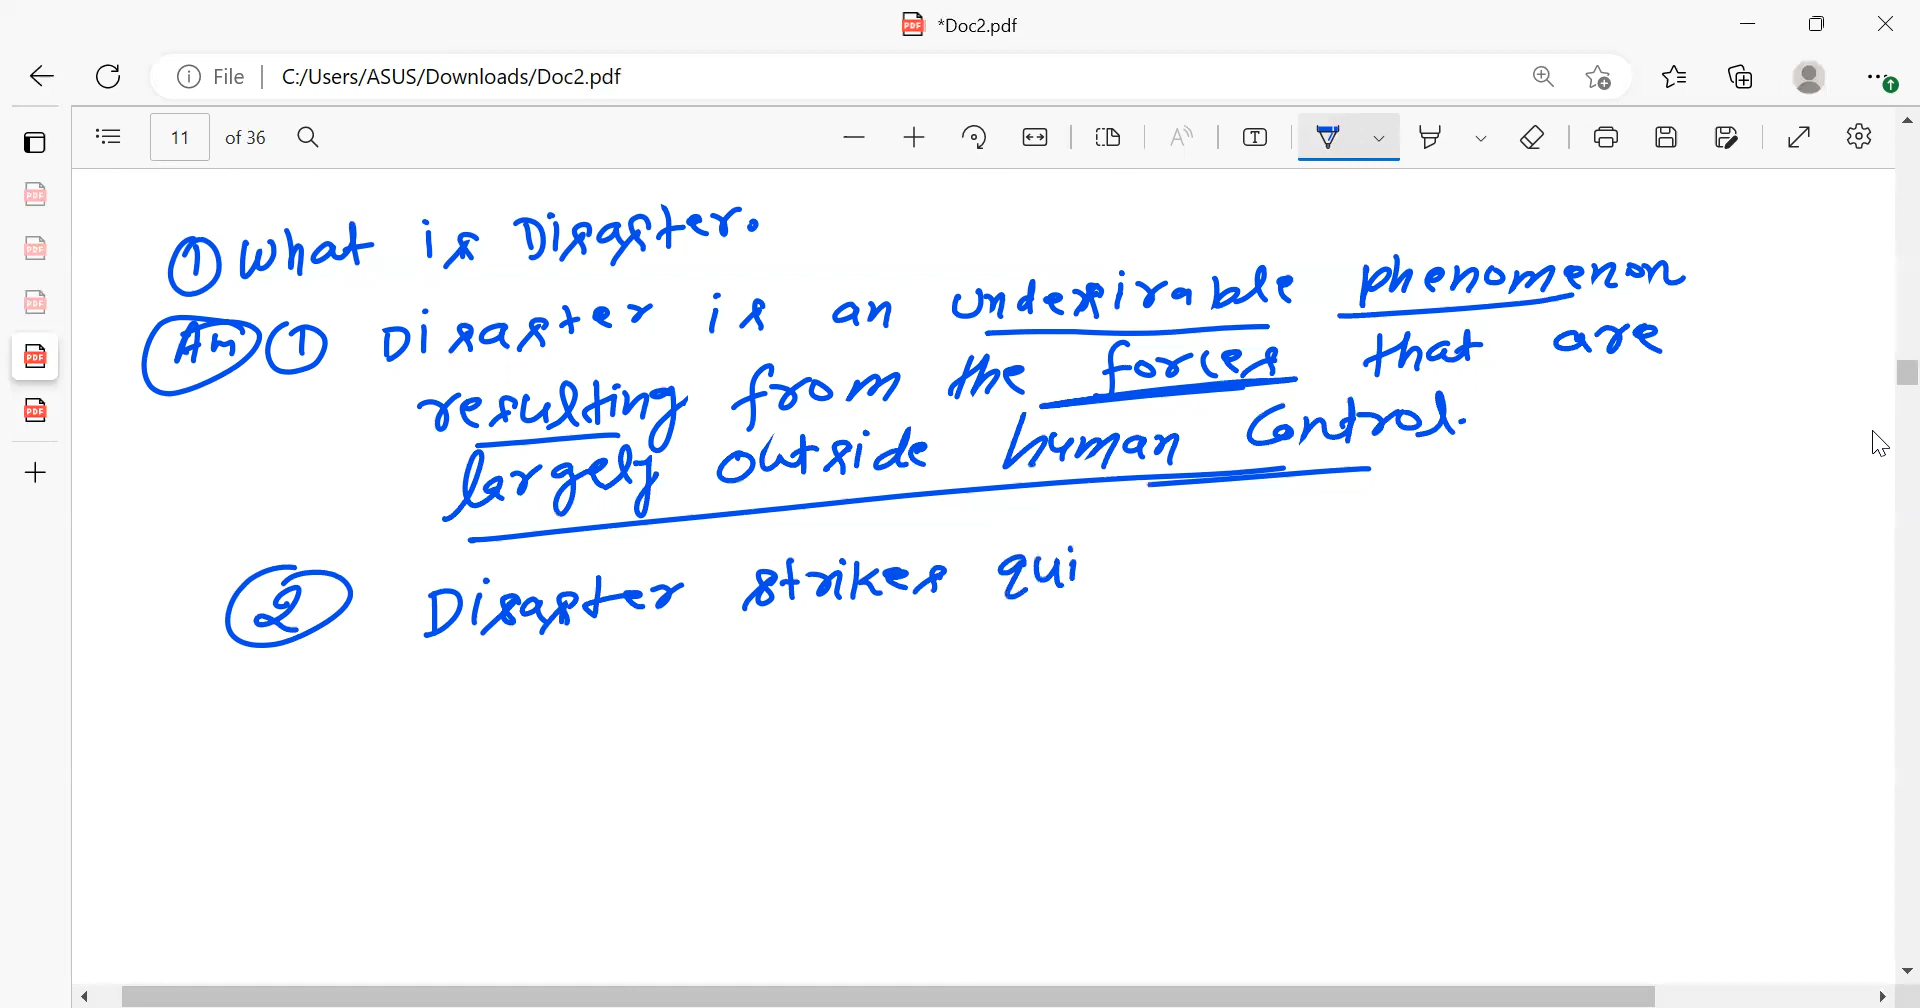 *Doc2.pdf
File
C:/Users/ASUS/Downloads/Doc2.pdf
11 of 36
① What is Disaster.
Ans ① Disaster is an undesirable phenomenon
resulting from the forces that are
largely outside human control.
② Disaster strikes qui